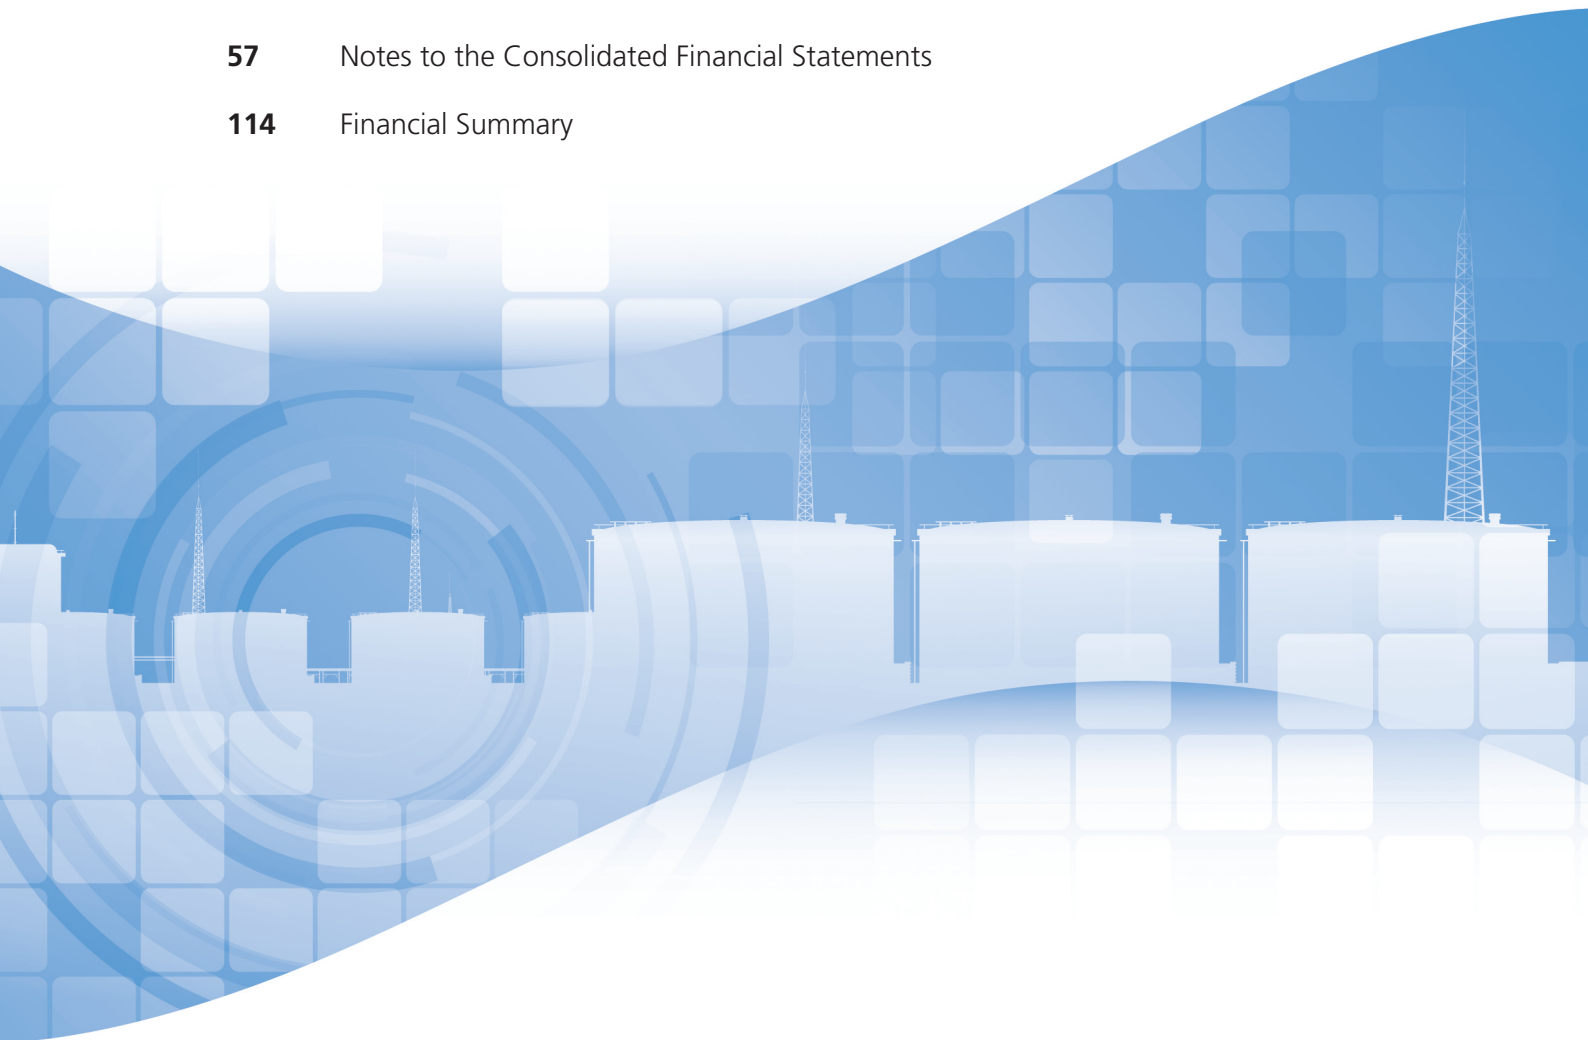 57 Notes to the Consolidated Financial Statements
114 Financial Summary